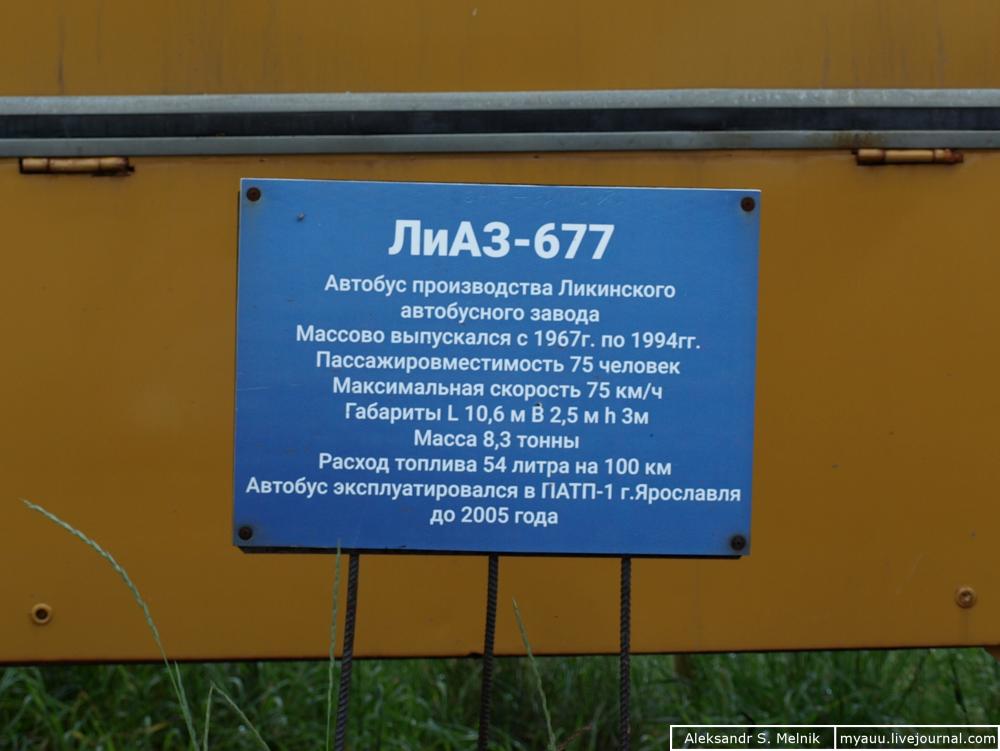 ЛиАЗ-677
Автобус производства Ликинского
автобусного завода
Массово выпускался с 1967г. по 1994гг.
Пассажировместимость 75 человек
Максимальная скорость 75 км/ч
Габариты L 10,6 м B 2,5 м h 3м
Масса 8,3 тонны
Расход топлива 54 литра на 100 км
Автобус эксплуатировался в ПАТП-1 г.Ярославля
до 2005 года
Aleksandr S. Melnik myauu.livejournal.com